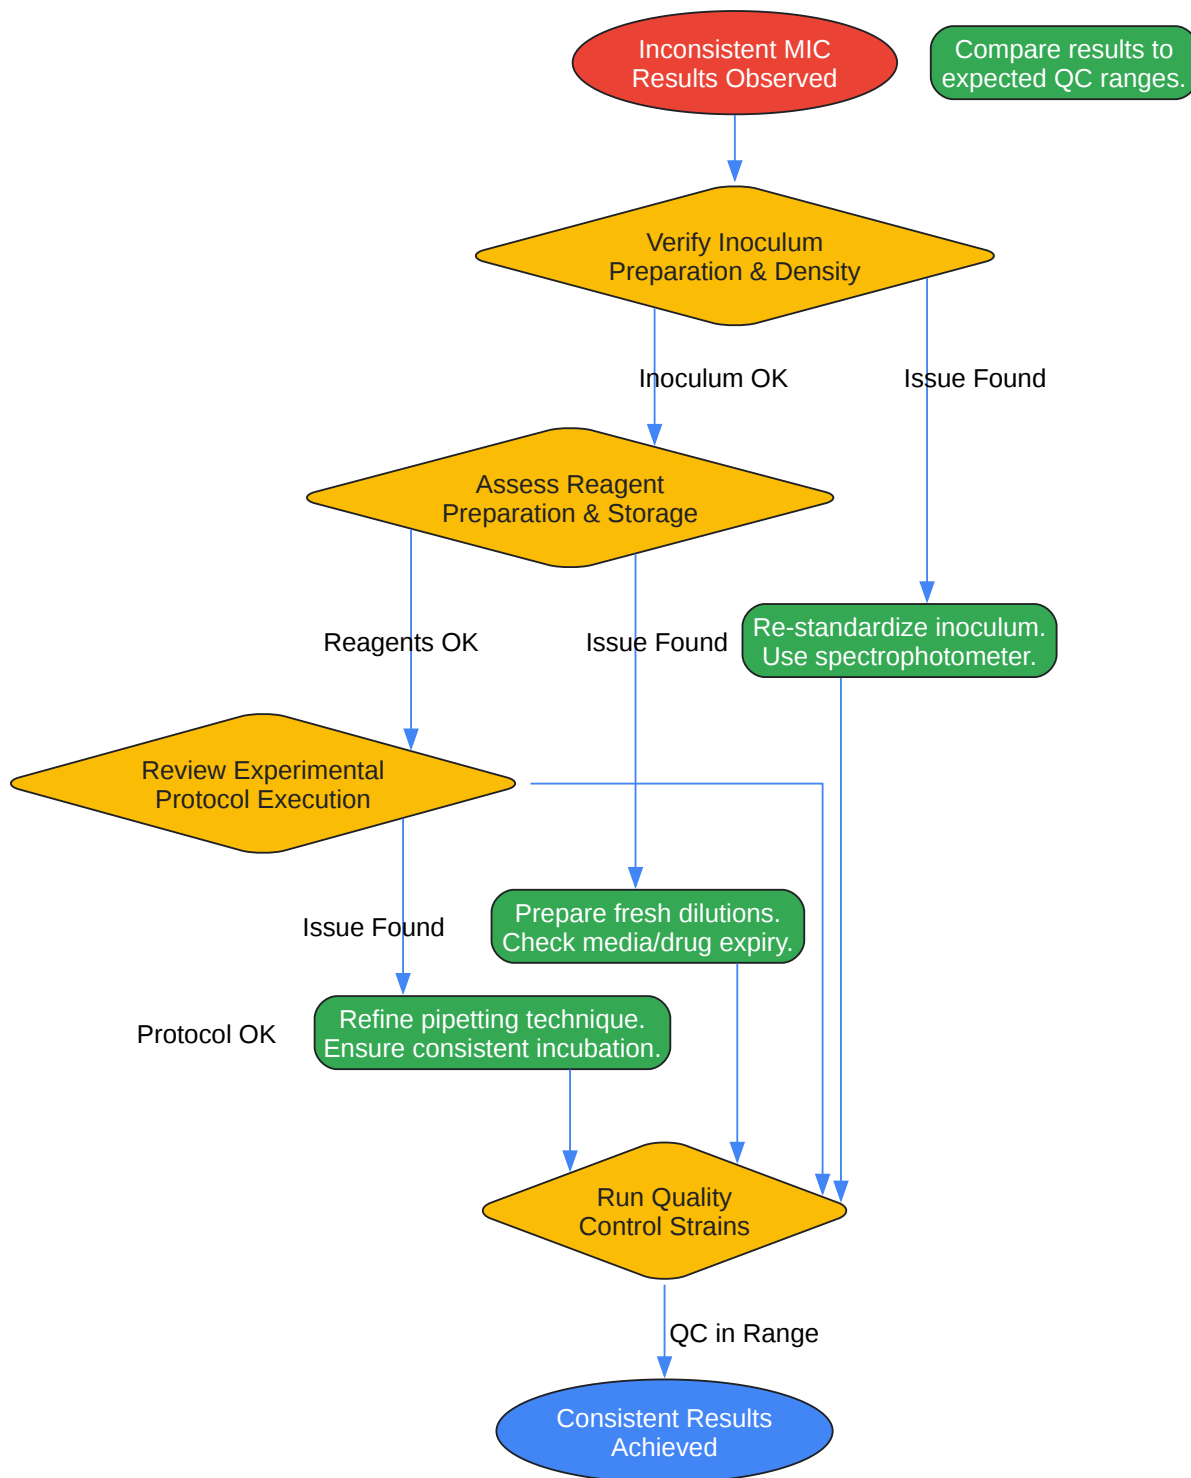 Inconsistent MIC
Results Observed
Compare results to
expected QC ranges.
Verify Inoculum
Preparation & Density
Inoculum OK
Issue Found
Assess Reagent
Preparation & Storage
Reagents OK
Issue Found
Re-standardize inoculum.
Use spectrophotometer.
Review Experimental
Protocol Execution
Issue Found
Prepare fresh dilutions.
Check media/drug expiry.
Protocol OK
Refine pipetting technique.
Ensure consistent incubation.
Run Quality
Control Strains
QC in Range
Consistent Results
Achieved